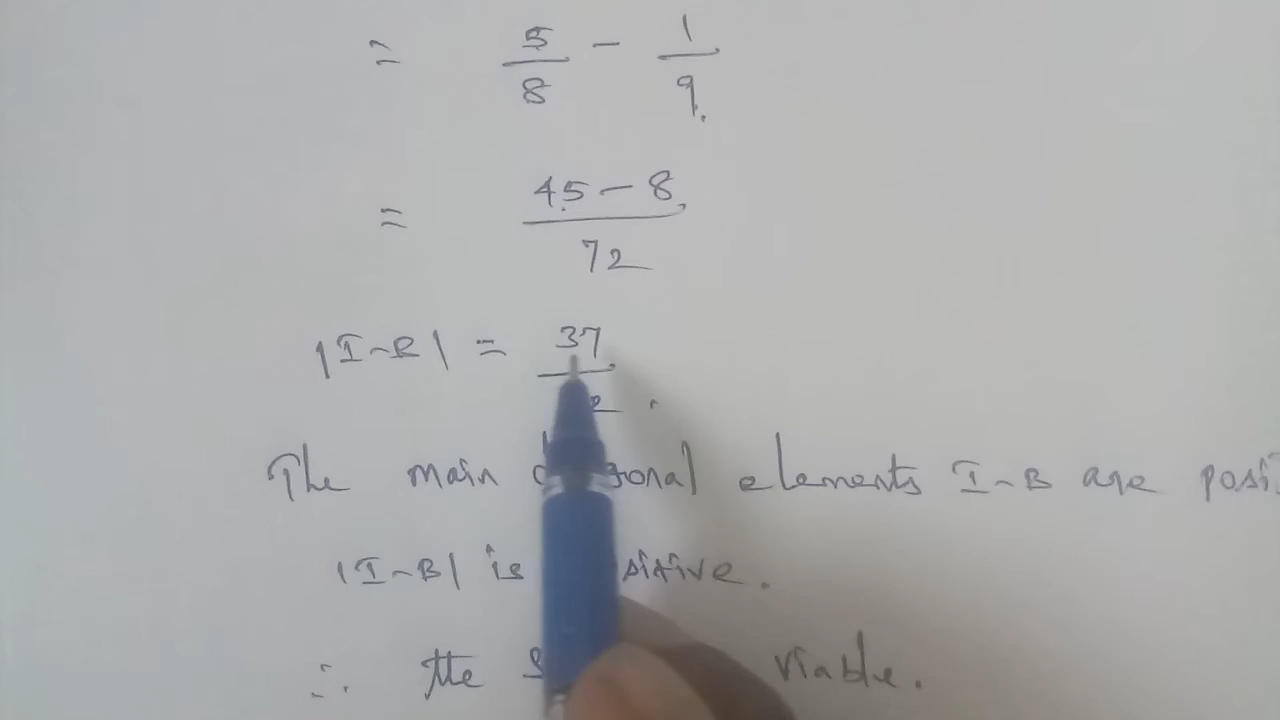 = 5/8 - 1/9
= 45-8/72
|I-B| = 37
The main elements I-B are
|I-B| is
∴ the viable.